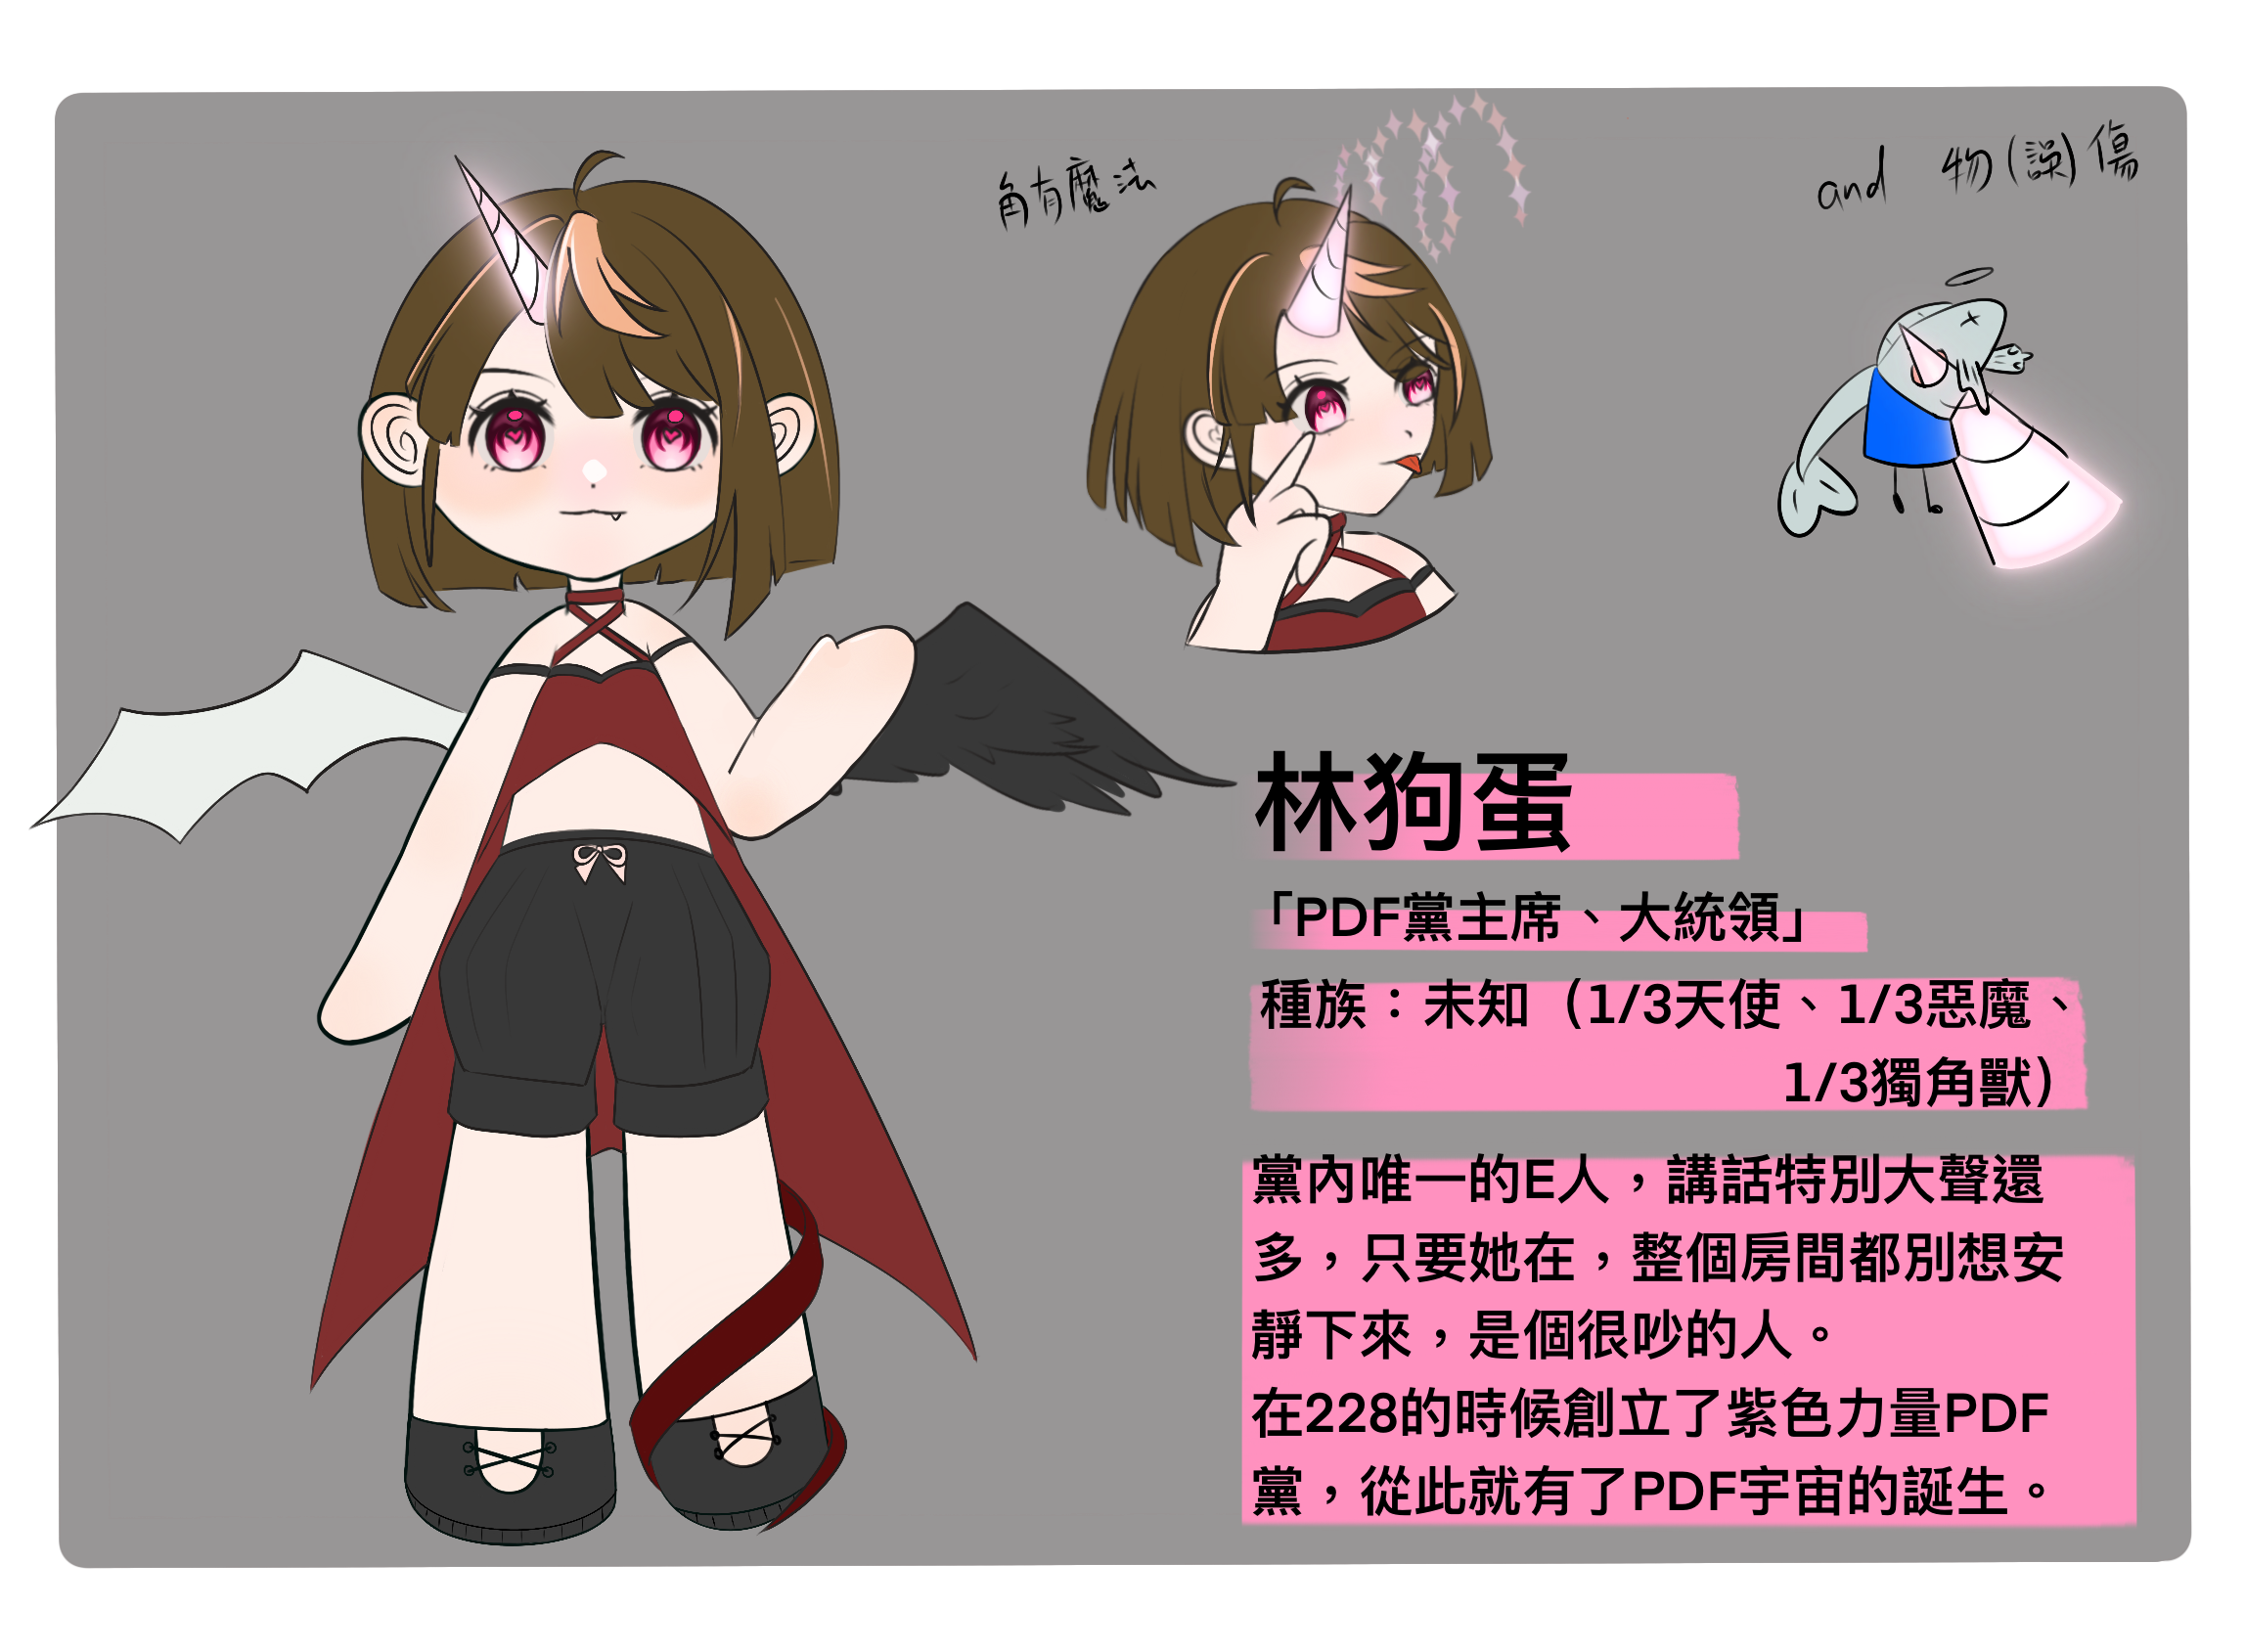 角有魔法
and 物(誤)傷
林狗蛋
「PDF黨主席、大統領」
種族：未知（1/3天使、1/3惡魔、
1/3獨角獸）
黨內唯一的E人，講話特別大聲還
多，只要她在，整個房間都別想安
靜下來，是個很吵的人。
在228的時候創立了紫色力量PDF
黨，從此就有了PDF宇宙的誕生。